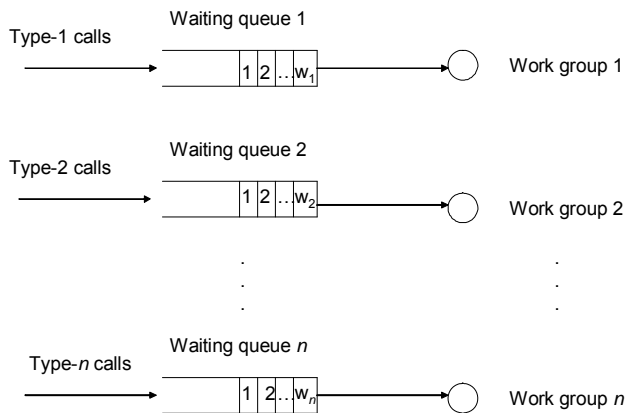 Waiting queue 1
Type-1 calls
1 2 ... w1
Work group 1
Waiting queue 2
Type-2 calls
1 2 ... w2
Work group 2
Waiting queue n
Type-n calls
1 2 ... wn
Work group n